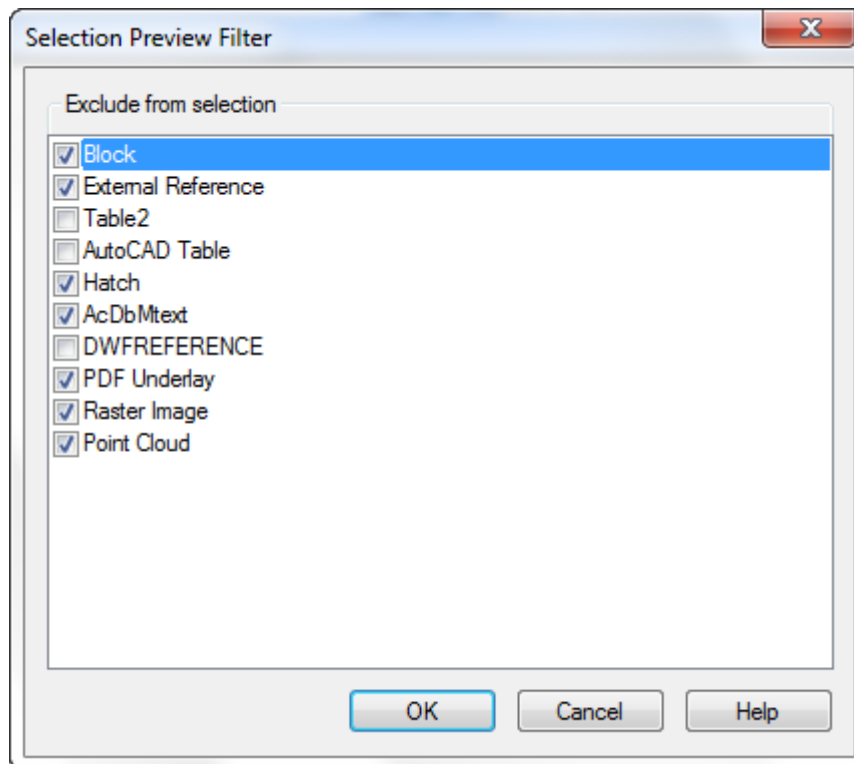 Selection Preview Filter
Exclude from selection
Block
External Reference
Table2
AutoCAD Table
Hatch
AcDbMtext
DWFREFERENCE
PDF Underlay
Raster Image
Point Cloud
OK Cancel Help